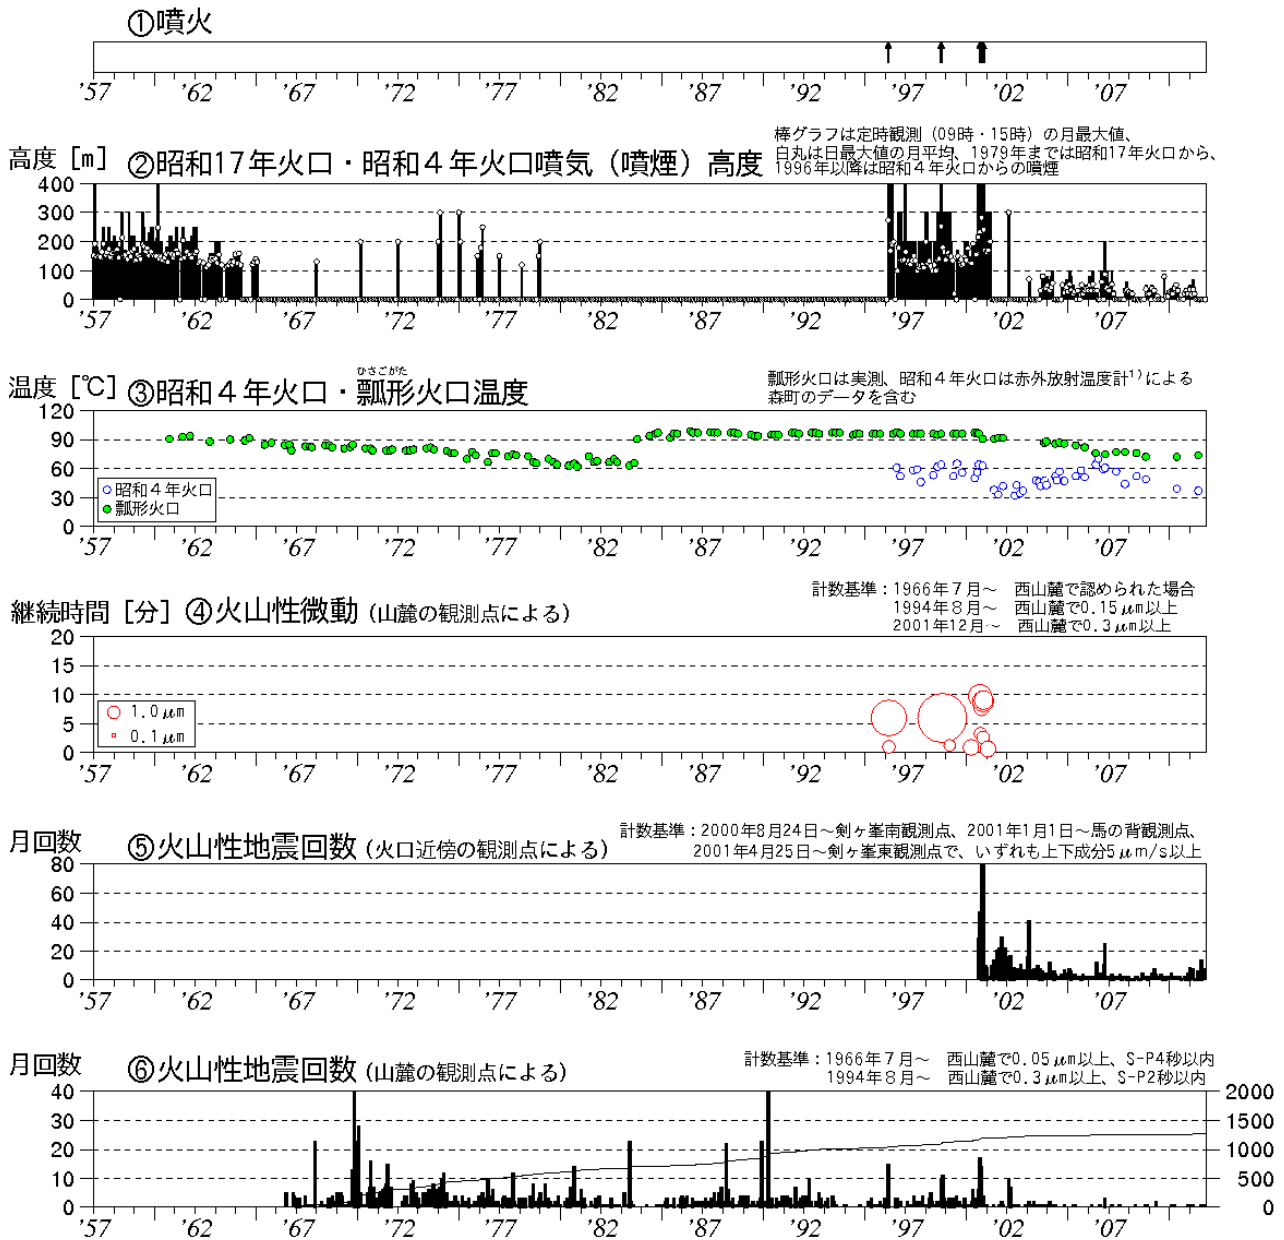 ①噴火
'57 '62 '67 '72 '77 '82 '87 '92 '97 '02 '07
棒グラフは定時観測（09時・15時）の月最大値、
白丸は日最大値の月平均、1979年までは昭和17年火口から、
1996年以降は昭和４年火口からの噴煙
高度［m］ ②昭和17年火口・昭和４年火口噴気（噴煙）高度
400
300
200
100
0
'57 '62 '67 '72 '77 '82 '87 '92 '97 '02 '07
ひさごがた
温度［℃］ ③昭和４年火口・瓢形火口温度
瓢形火口は実測、昭和４年火口は赤外放射温度計1）による
森町のデータを含む
120
90
60
30
0
昭和４年火口
瓢形火口
'57 '62 '67 '72 '77 '82 '87 '92 '97 '02 '07
継続時間［分］ ④火山性微動（山麓の観測点による）
計数基準：1966年７月～　西山麓で認められた場合
1994年８月～　西山麓で0.15μm以上
2001年12月～　西山麓で0.3μm以上
20
15
10
5
0
1.0μm
0.1μm
'57 '62 '67 '72 '77 '82 '87 '92 '97 '02 '07
月回数 ⑤火山性地震回数（火口近傍の観測点による）
計数基準：2000年8月24日～剣ヶ峯南観測点、2001年1月1日～馬の背観測点、
2001年4月25日～剣ヶ峯東観測点で、いずれも上下成分5μm/s以上
80
60
40
20
0
'57 '62 '67 '72 '77 '82 '87 '92 '97 '02 '07
月回数 ⑥火山性地震回数（山麓の観測点による）
計数基準：1966年７月～　西山麓で0.05μm以上、S-P4秒以内
1994年８月～　西山麓で0.3μm以上、S-P2秒以内
40 2000
30 1500
20 1000
10 500
0 0
'57 '62 '67 '72 '77 '82 '87 '92 '97 '02 '07